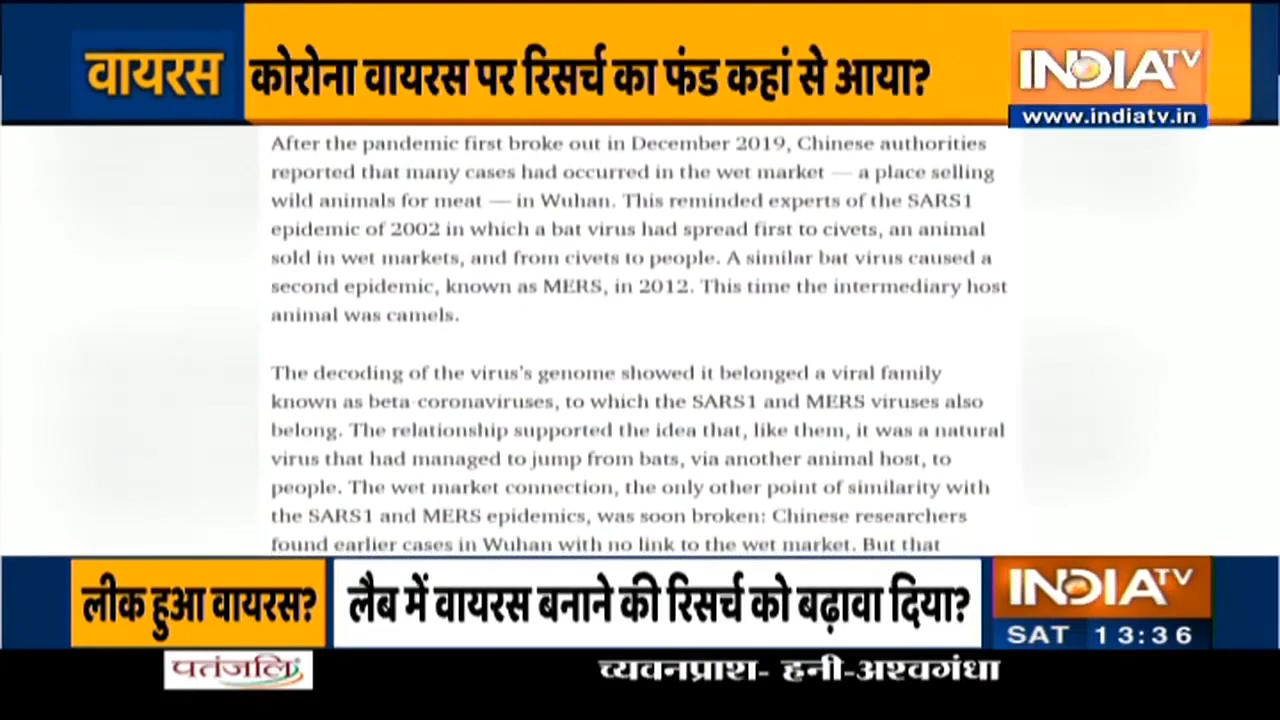 वायरस
कोरोना वायरस पर रिसर्च का फंड कहां से आया?
INDIA TV
www.indiatv.in
After the pandemic first broke out in December 2019, Chinese authorities
reported that many cases had occurred in the wet market — a place selling
wild animals for meat — in Wuhan. This reminded experts of the SARS1
epidemic of 2002 in which a bat virus had spread first to civets, an animal
sold in wet markets, and from civets to people. A similar bat virus caused a
second epidemic, known as MERS, in 2012. This time the intermediary host
animal was camels.
The decoding of the virus's genome showed it belonged a viral family
known as beta-coronaviruses, to which the SARS1 and MERS viruses also
belong. The relationship supported the idea that, like them, it was a natural
virus that had managed to jump from bats, via another animal host, to
people. The wet market connection, the only other point of similarity with
the SARS1 and MERS epidemics, was soon broken: Chinese researchers
found earlier cases in Wuhan with no link to the wet market. But that
लीक हुआ वायरस?
लैब में वायरस बनाने की रिसर्च को बढ़ावा दिया?
INDIA TV
SAT 13:36
पतंजलि
च्यवनप्राश- हनी-अश्वगंधा